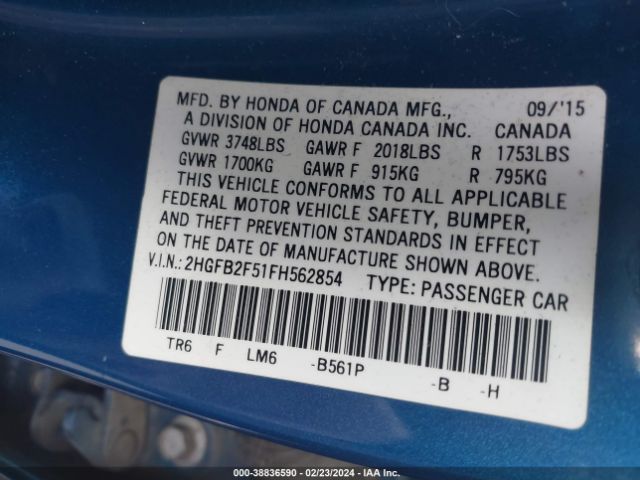 MFD. BY HONDA OF CANADA MFG., 09/'15
A DIVISION OF HONDA CANADA INC. CANADA
GVWR 3748LBS GAWR F 2018LBS R 1753LBS
GVWR 1700KG GAWR F 915KG R 795KG
THIS VEHICLE CONFORMS TO ALL APPLICABLE
FEDERAL MOTOR VEHICLE SAFETY, BUMPER,
AND THEFT PREVENTION STANDARDS IN EFFECT
ON THE DATE OF MANUFACTURE SHOWN ABOVE.
V.I.N.: 2HGFB2F51FH562854 TYPE: PASSENGER CAR
TR6 F LM6 -B561P -B -H
000-38836590 - 02/23/2024 - IAA Inc.